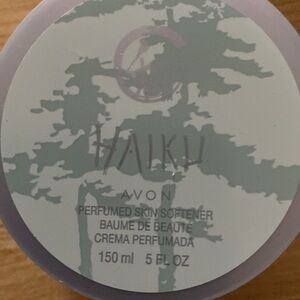 HAIKU
AVON
PERFUMED SKIN SOFTENER
BAUME DE BEAUTÉ
CREMA PERFUMADA
150 ml 5 FL OZ